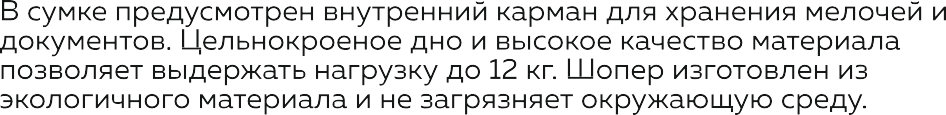 В сумке предусмотрен внутренний карман для хранения мелочей и
документов. Цельнокроеное дно и высокое качество материала
позволяет выдержать нагрузку до 12 кг. Шопер изготовлен из
экологичного материала и не загрязняет окружающую среду.